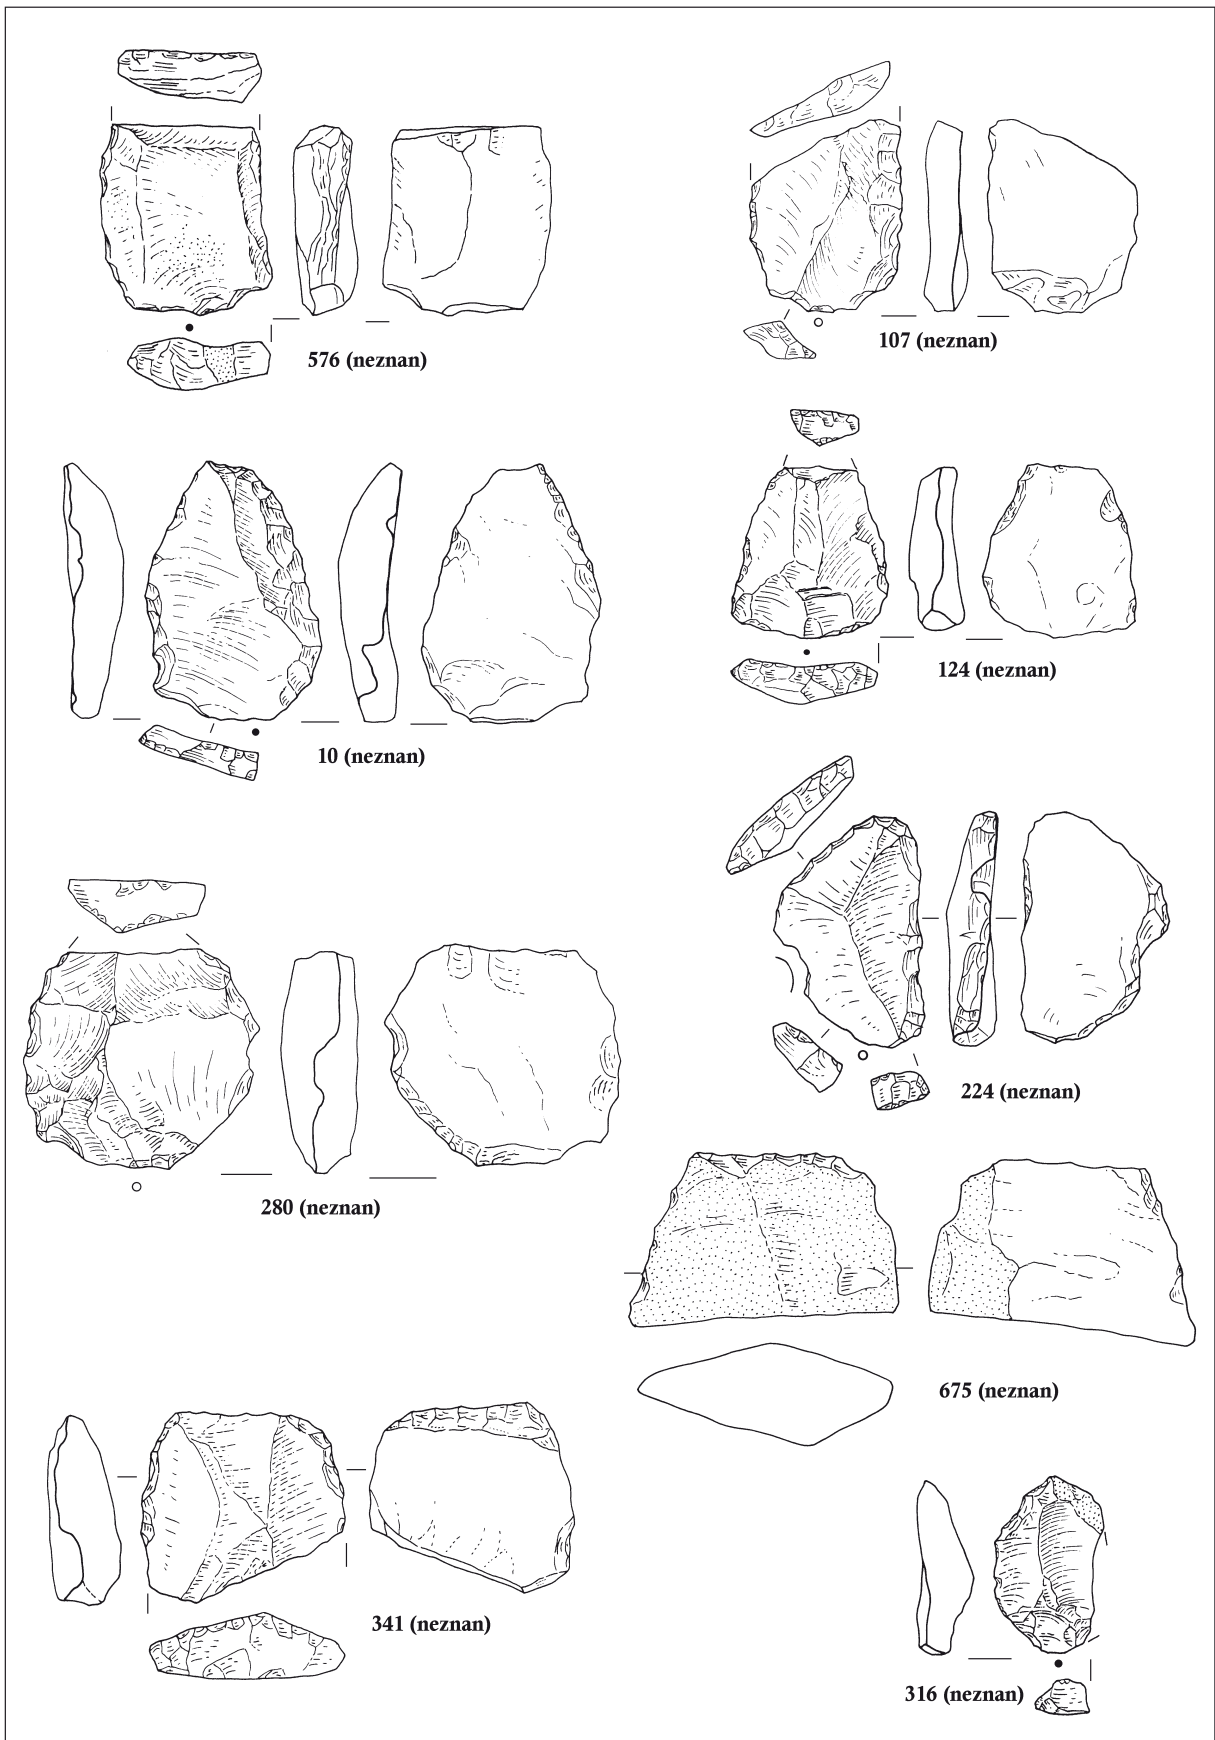 576 (neznan)
107 (neznan)
10 (neznan)
124 (neznan)
280 (neznan)
224 (neznan)
675 (neznan)
341 (neznan)
316 (neznan)